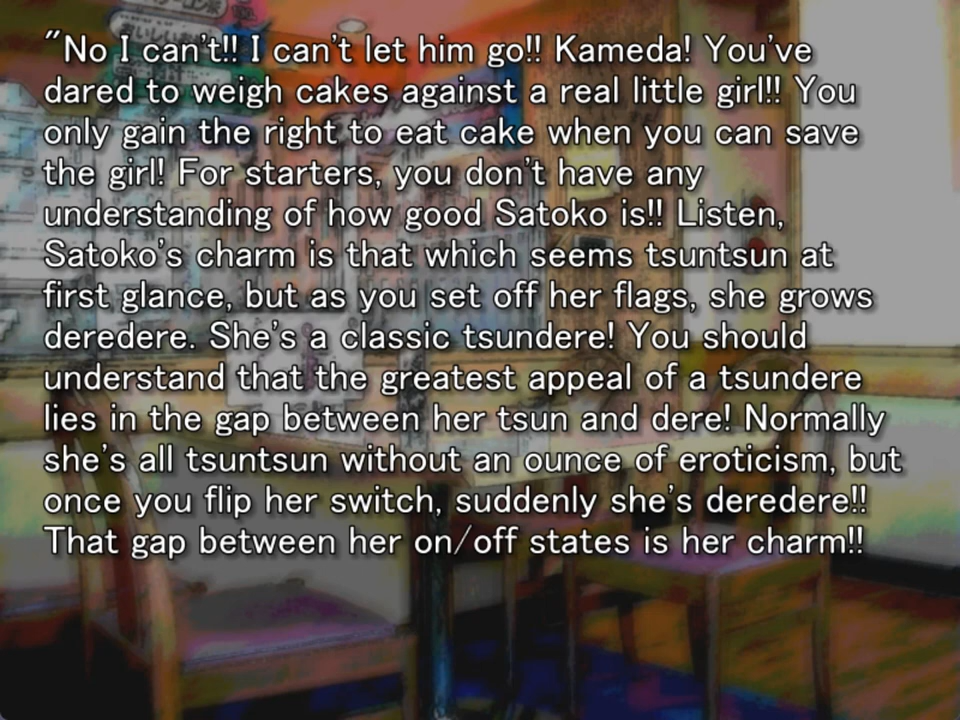 "No I can't!! I can't let him go!! Kameda! You've
dared to weigh cakes against a real little girl!! You
only gain the right to eat cake when you can save
the girl! For starters, you don't have any
understanding of how good Satoko is!! Listen,
Satoko's charm is that which seems tsuntsun at
first glance, but as you set off her flags, she grows
deredere. She's a classic tsundere! You should
understand that the greatest appeal of a tsundere
lies in the gap between her tsun and dere! Normally
she's all tsuntsun without an ounce of eroticism, but
once you flip her switch, suddenly she's deredere!!
That gap between her on/off states is her charm!!